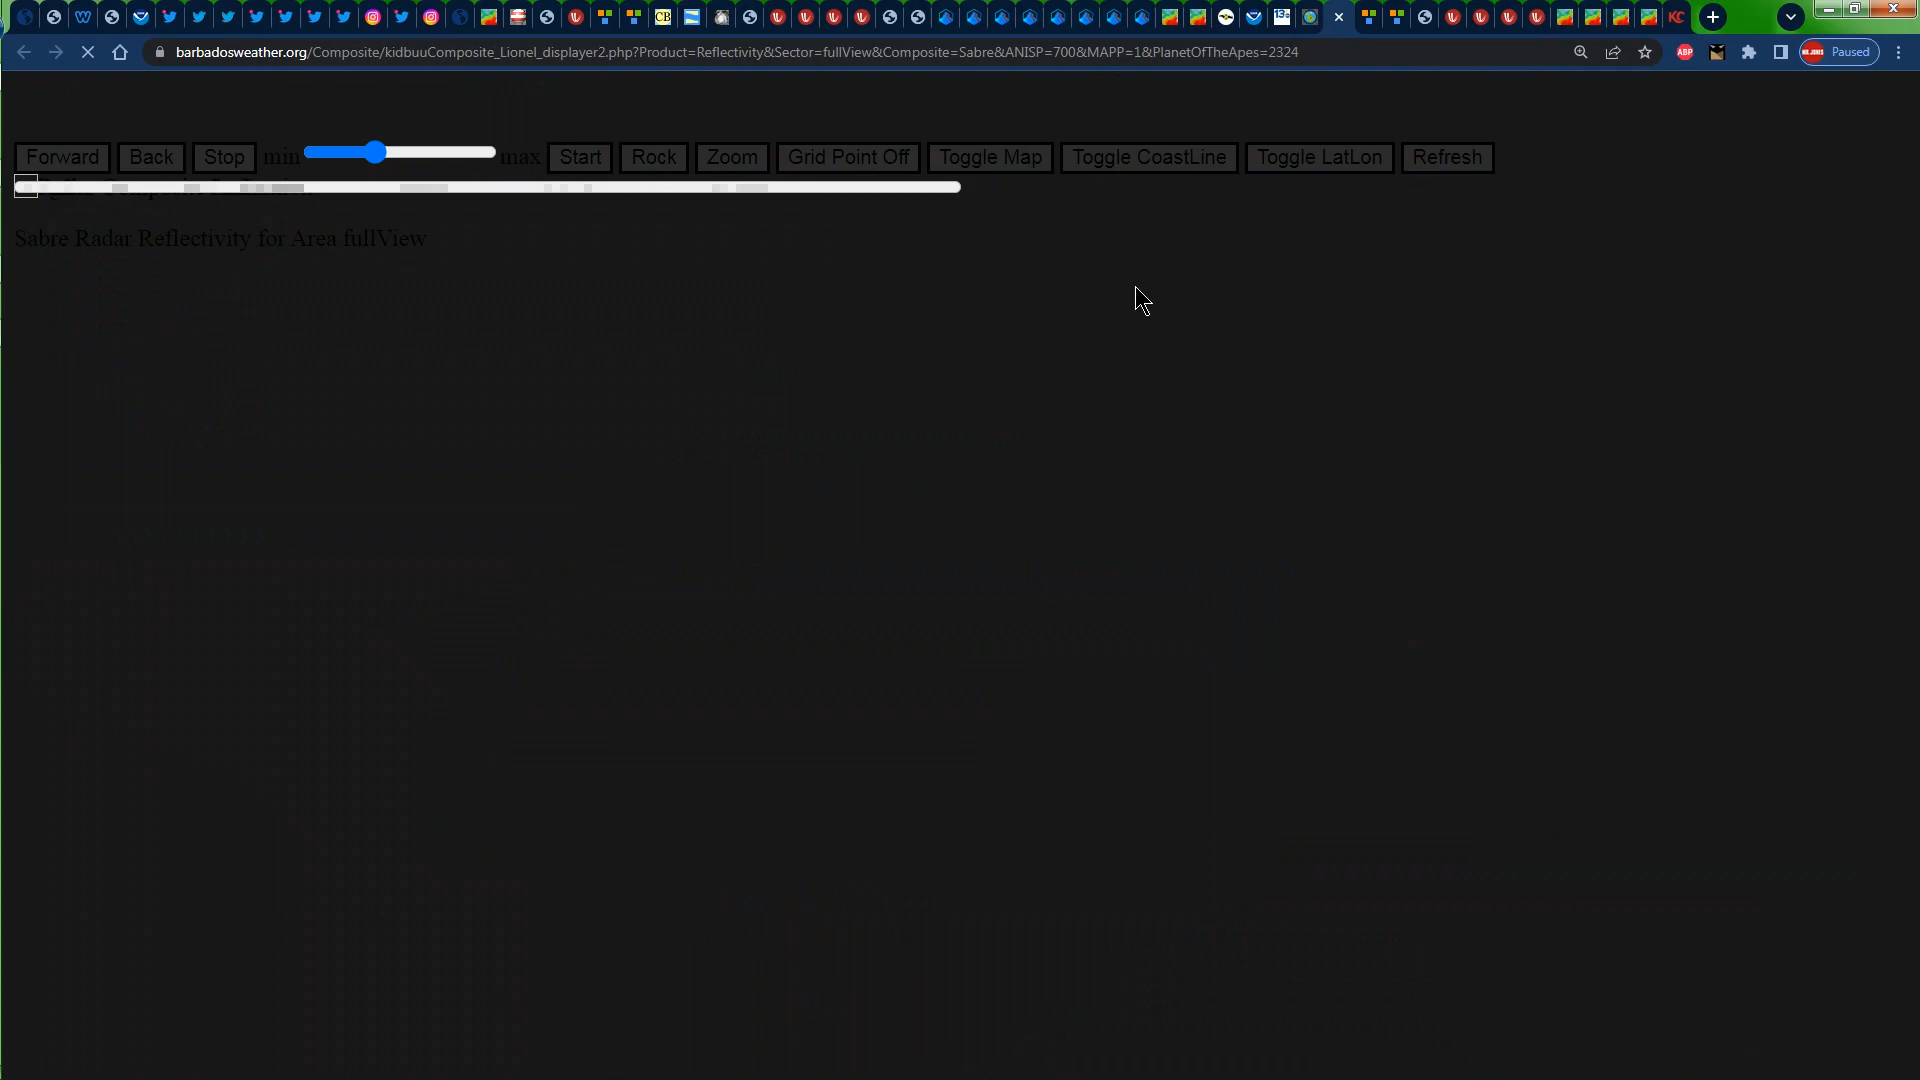 barbadosweather.org/Composite/kidbuuComposite_Lionel_displayer2.php?Product=Reflectivity&Sector=fullView&Composite=Sabre&ANISP=700&MAPP=1&PlanetOfTheApes=2324
Paused
Forward Back Stop min max Start Rock Zoom Grid Point Off Toggle Map Toggle CoastLine Toggle LatLon Refresh
Sabre Radar Reflectivity for Area fullView